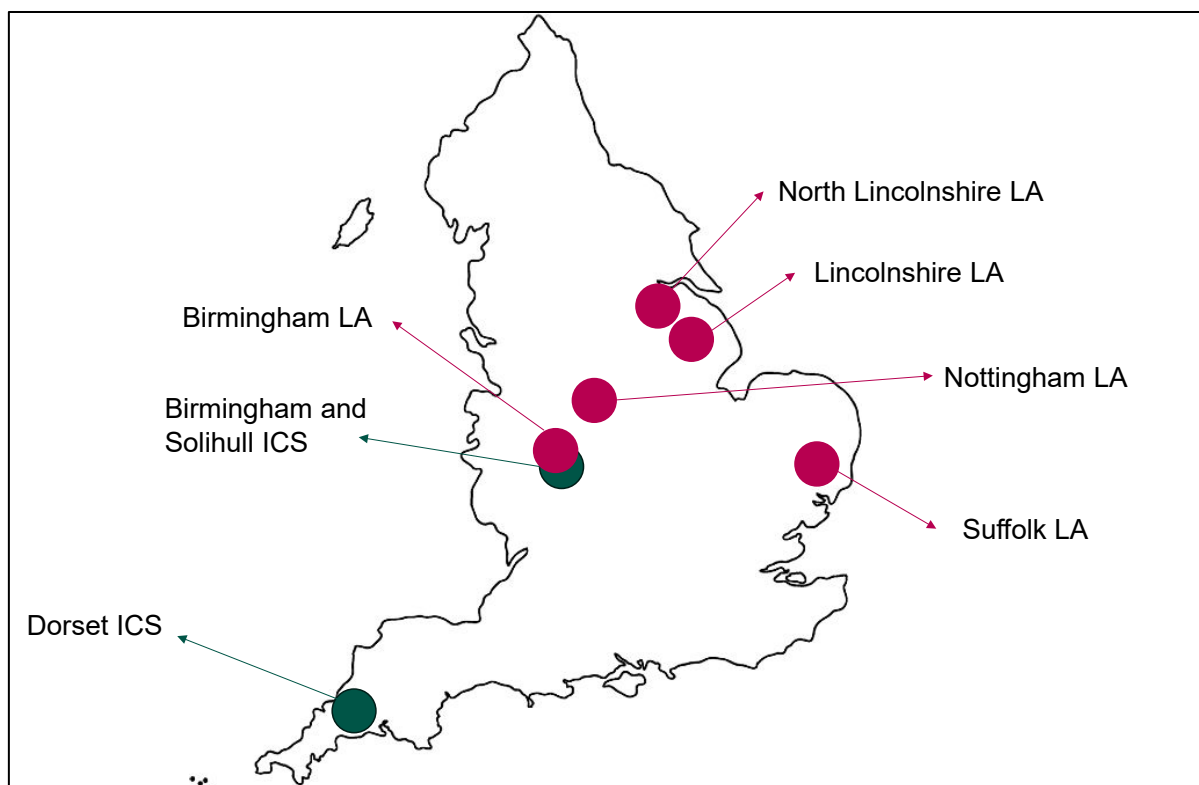 North Lincolnshire LA
Lincolnshire LA
Birmingham LA
Nottingham LA
Birmingham and
Solihull ICS
Suffolk LA
Dorset ICS